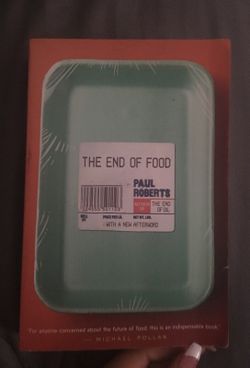 THE END OF FOOD
PAUL
ROBERTS
THE END
OF OIL
WITH A NEW AFTERWORD
"For anyone concerned about the future of food, this is an indispensable book."
— MICHAEL POLLAN